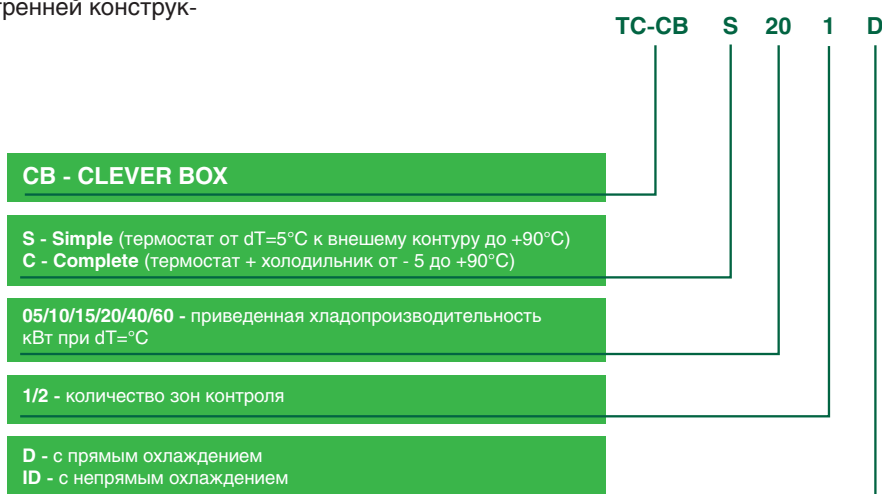 тренней конструк-
TC-CB S 20 1 D
CB - CLEVER BOX
S - Simple (термостат от dT=5°C к внешему контуру до +90°C)
C - Complete (термостат + холодильник от - 5 до +90°C)
05/10/15/20/40/60 - приведенная хладопроизводительность
кВт при dT=°C
1/2 - количество зон контроля
D - с прямым охлаждением
ID - с непрямым охлаждением